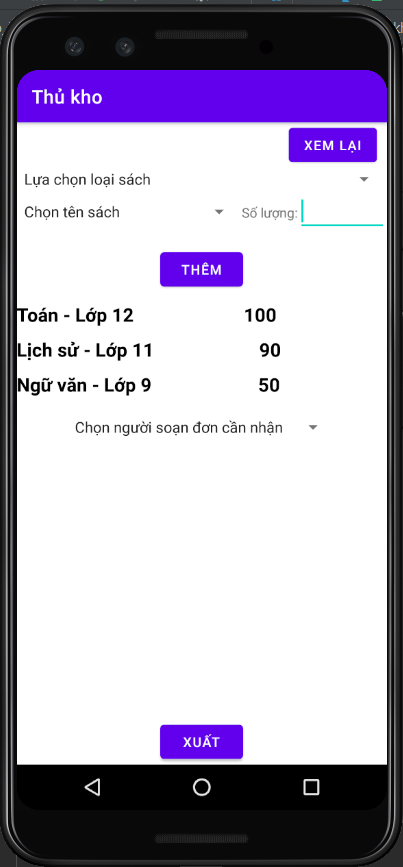 Thủ kho
XEM LẠI
Lựa chọn loại sách
Chọn tên sách Số lượng:
THÊM
Toán - Lớp 12 100
Lịch sử - Lớp 11 90
Ngữ văn - Lớp 9 50
Chọn người soạn đơn cần nhận
XUẤT